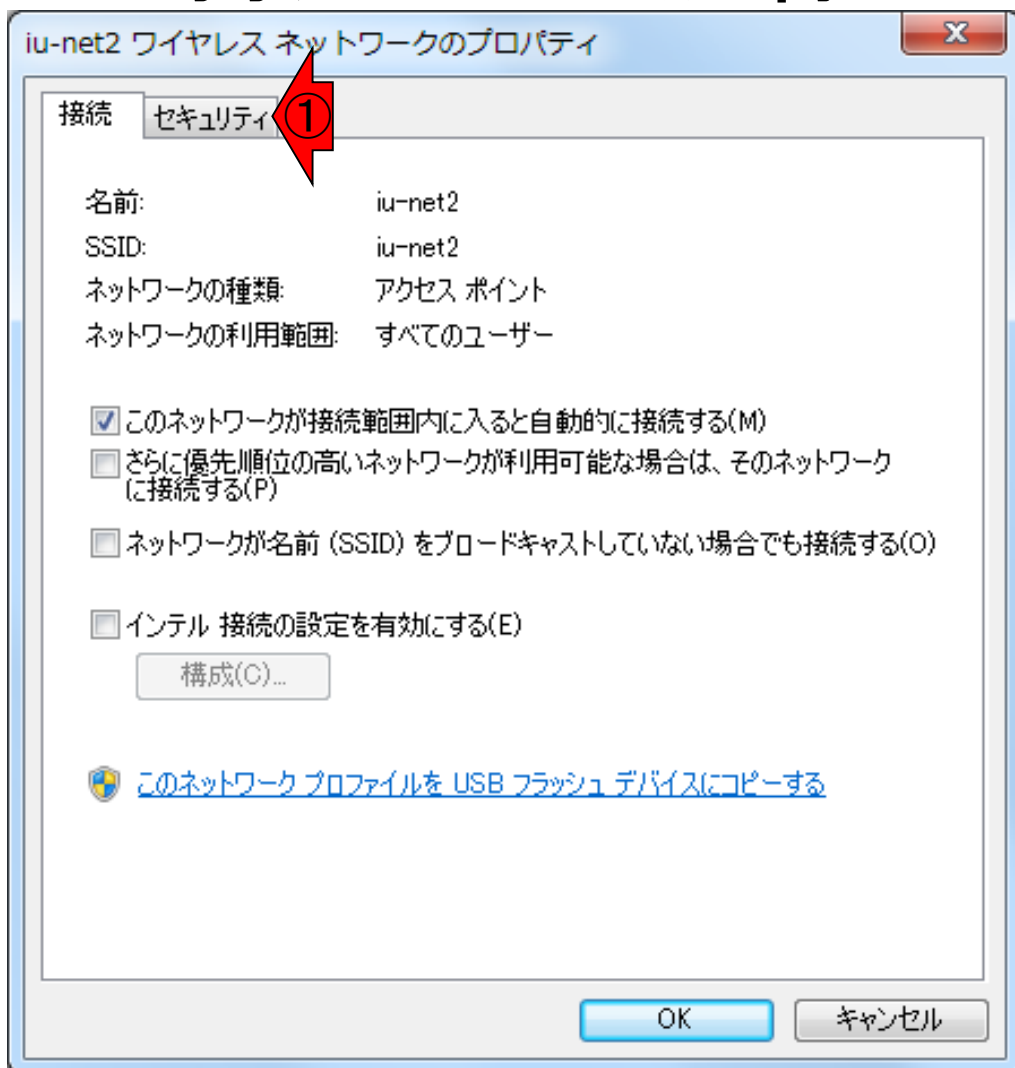 iu-net2 ワイヤレス ネットワークのプロパティ
接続 セキュリティ ①
名前: iu-net2
SSID: iu-net2
ネットワークの種類: アクセス ポイント
ネットワークの利用範囲: すべてのユーザー
このネットワークが接続範囲内に入ると自動的に接続する(M)
さらに優先順位の高いネットワークが利用可能な場合は、そのネットワーク
に接続する(P)
ネットワークが名前 (SSID) をブロードキャストしていない場合でも接続する(O)
インテル 接続の設定を有効にする(E)
構成(C)...
このネットワーク プロファイルを USB フラッシュ デバイスにコピーする
OK キャンセル